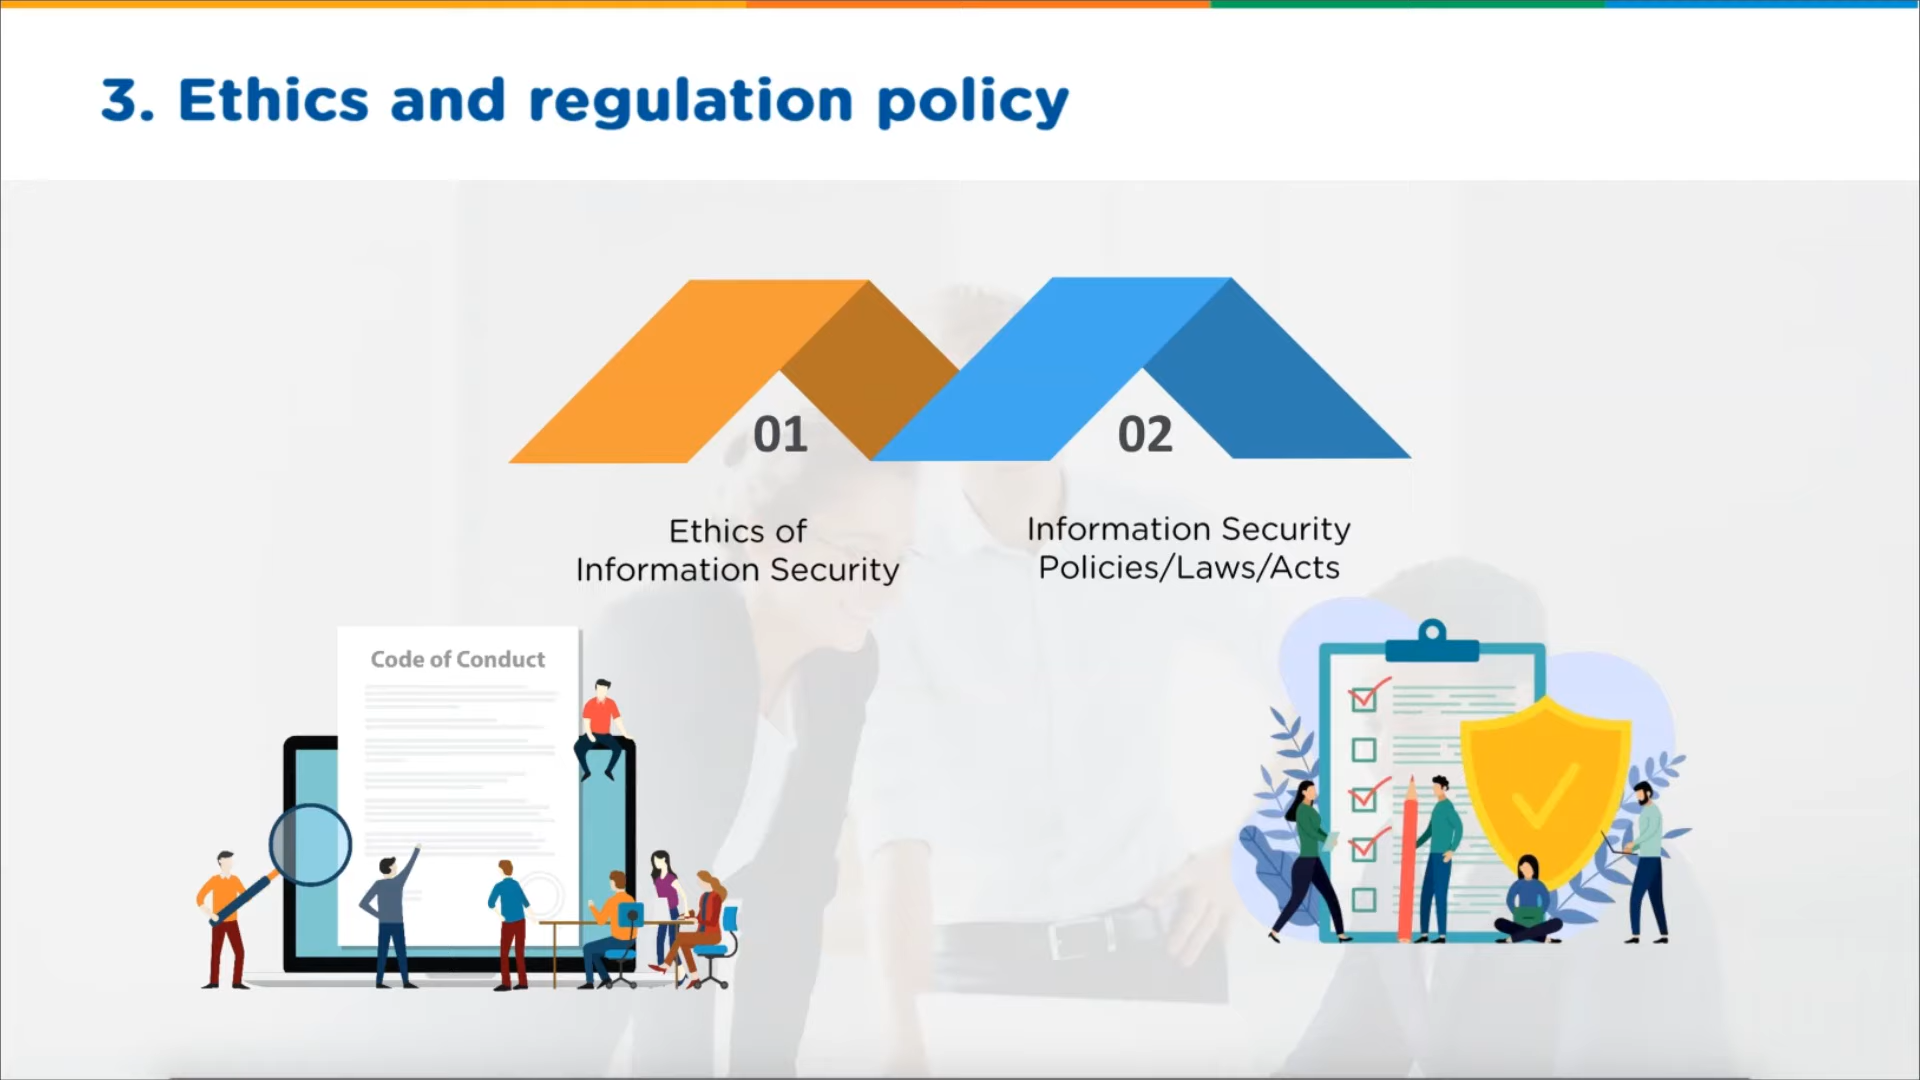 3. Ethics and regulation policy
01
02
Ethics of
Information Security
Information Security
Policies/Laws/Acts
Code of Conduct